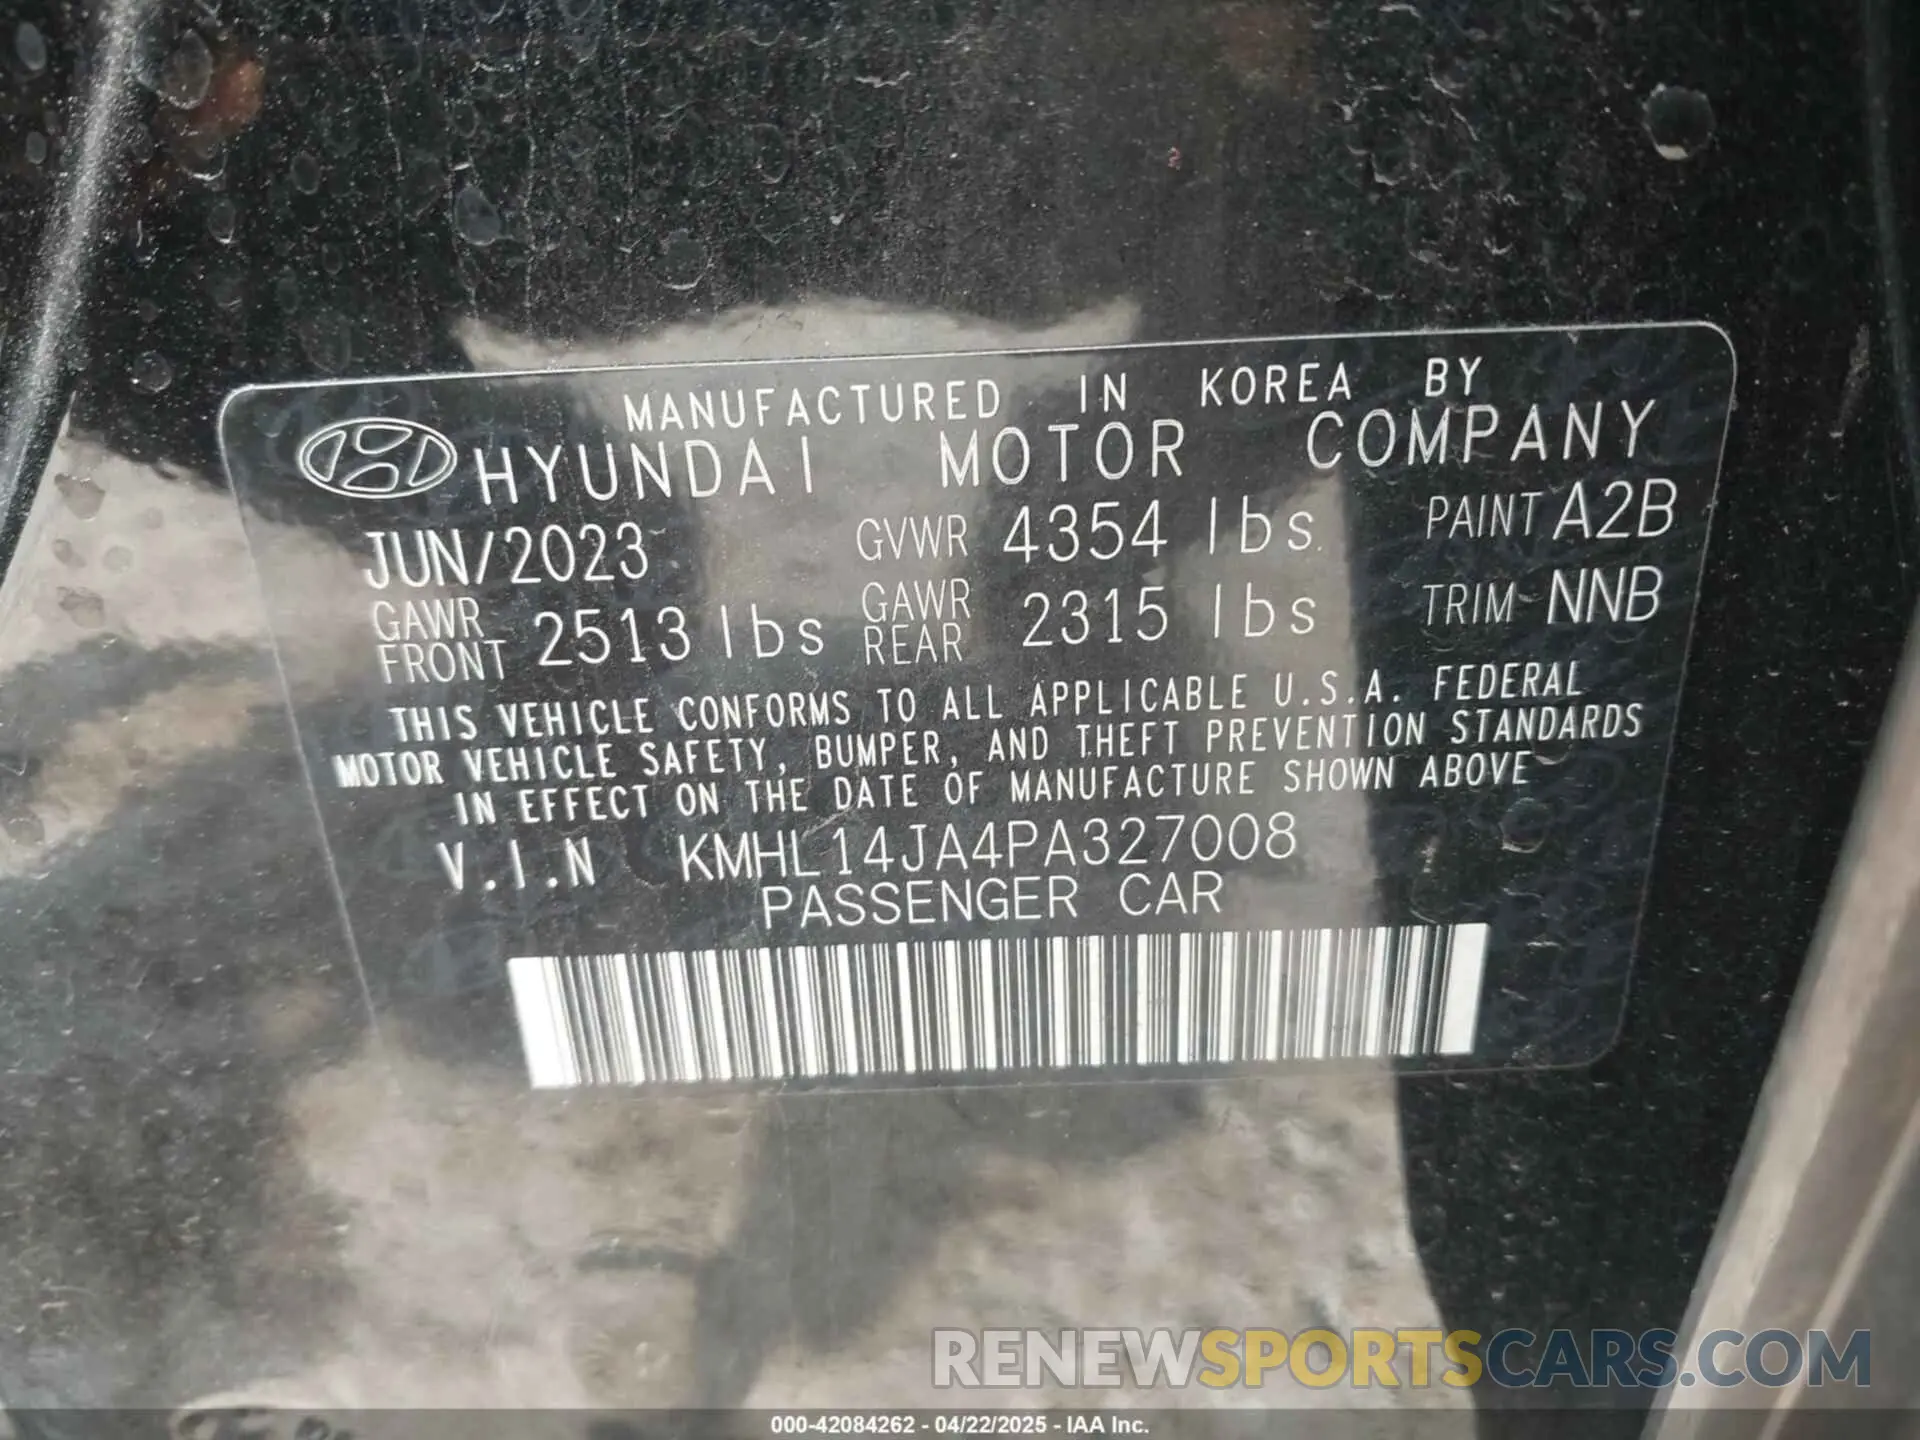 MANUFACTURED IN KOREA BY
HYUNDAI MOTOR COMPANY
JUN/2023 GVWR 4354 lbs PAINT A2B
GAWR FRONT 2513 lbs GAWR REAR 2315 lbs TRIM NNB
THIS VEHICLE CONFORMS TO ALL APPLICABLE U.S.A. FEDERAL
MOTOR VEHICLE SAFETY, BUMPER, AND THEFT PREVENTION STANDARDS
IN EFFECT ON THE DATE OF MANUFACTURE SHOWN ABOVE
V.I.N KMHL14JA4PA327008
PASSENGER CAR
RENEWSPORTSCARS.COM
000-42084262 - 04/22/2025 - IAA Inc.